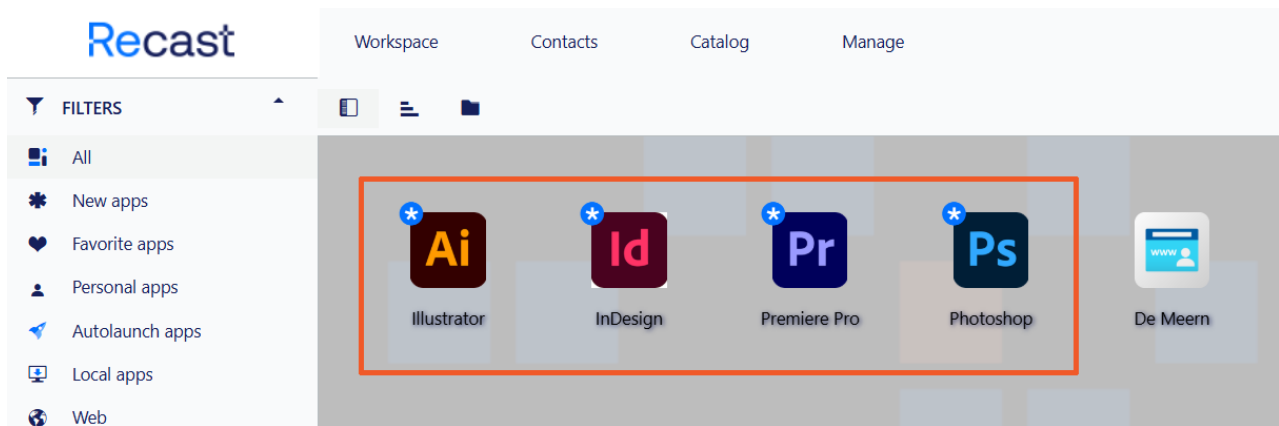 Recast
Workspace Contacts Catalog Manage
FILTERS
All
New apps
Favorite apps
Personal apps
Autolaunch apps
Local apps
Web
Ai Id Pr Ps www
Illustrator InDesign Premiere Pro Photoshop De Meern